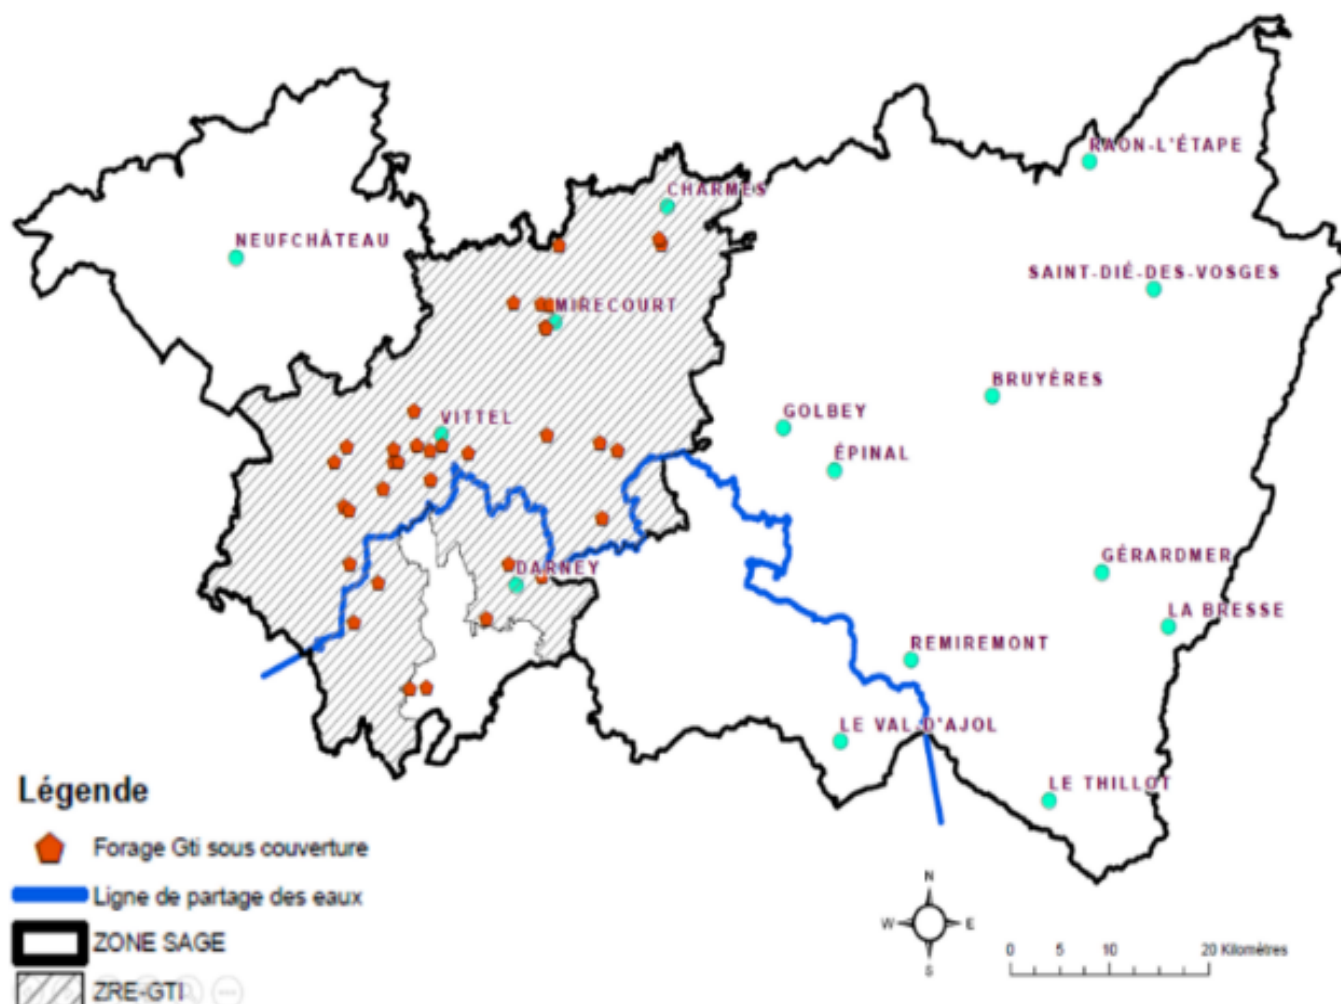 RAON-L'ÉTAPE
CHARMES
NEUFCHÂTEAU
SAINT-DIÉ-DES-VOSGES
MIRECOURT
BRUYÈRES
GOLBEY
VITTEL
ÉPINAL
GÉRARDMER
DARNEY
LA BRESSE
REMIREMONT
LE VAL-D'AJOL
LE THILLOT
Légende
Forage Gti sous couverture
Ligne de partage des eaux
ZONE SAGE
ZRE-GTI
N
W E
S
0 5 10 20 Kilomètres